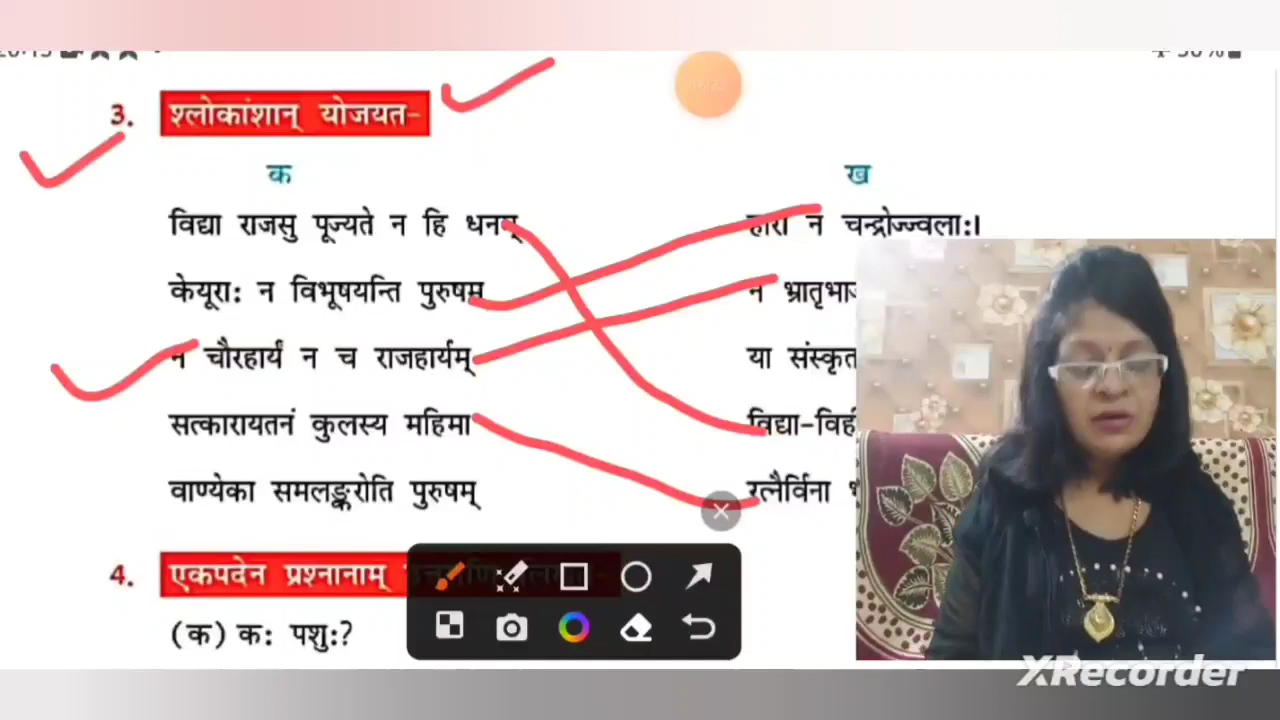 3. श्लोकांशान् योजयत-
क ख
विद्या राजसु पूज्यते न हि धनम् हारा न चन्द्रोज्ज्वलाः।
केयूराः न विभूषयन्ति पुरुषम् न
न चौरहार्यं न च राजहार्यम् या
सत्कारायतनं कुलस्य महिमा
वाण्येका समलङ्करोति पुरुषम् रत्नैर्विना
4. एकपदेन प्रश्नानाम्
(क) कः पशुः?
XRecorder